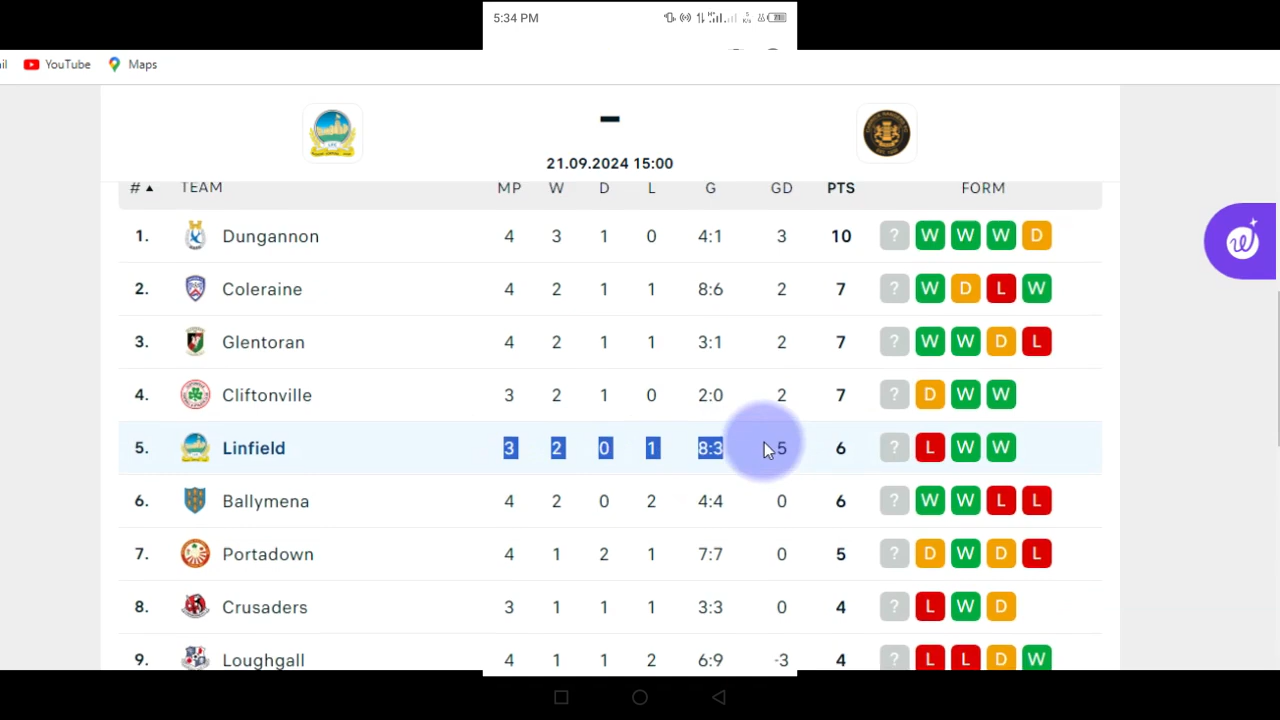 5:34 PM
YouTube Maps
21.09.2024 15:00
# TEAM MP W D L G GD PTS FORM
1. Dungannon 4 3 1 0 4:1 3 10 ? W W W D
2. Coleraine 4 2 1 1 8:6 2 7 ? W D L W
3. Glentoran 4 2 1 1 3:1 2 7 ? W W D L
4. Cliftonville 3 2 1 0 2:0 2 7 ? D W W
5. Linfield 3 2 0 1 8:3 5 6 ? L W W
6. Ballymena 4 2 0 2 4:4 0 6 ? W W L L
7. Portadown 4 1 2 1 7:7 0 5 ? D W D L
8. Crusaders 3 1 1 1 3:3 0 4 ? L W D
9. Loughgall 4 1 1 2 6:9 -3 4 ? L L D W